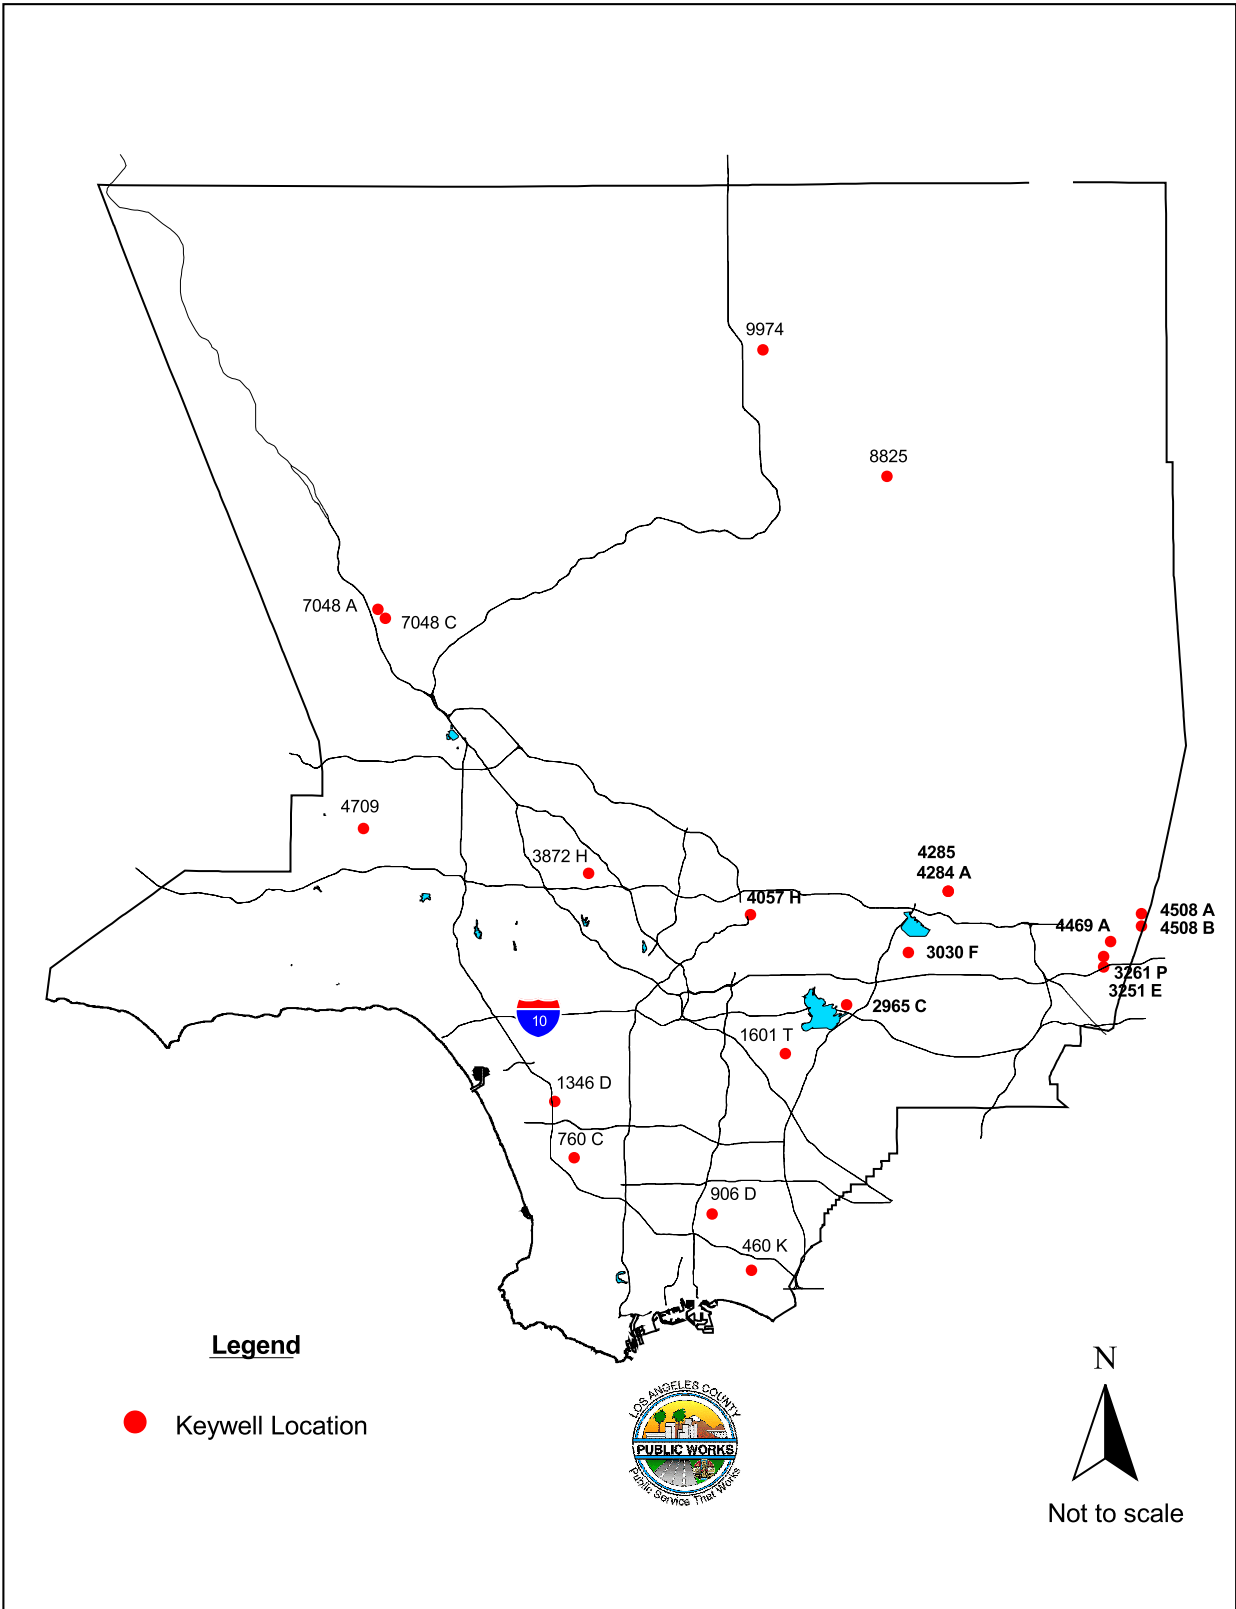 9974
8825
7048 A
7048 C
4709
3872 H
4285
4284 A
4057 H
4508 A
4469 A
4508 B
3030 F
3261 P
3251 E
2965 C
10
1601 T
1346 D
760 C
906 D
460 K
Legend
Keywell Location
LOS ANGELES COUNTY
PUBLIC WORKS
Public Service That Works
N
Not to scale